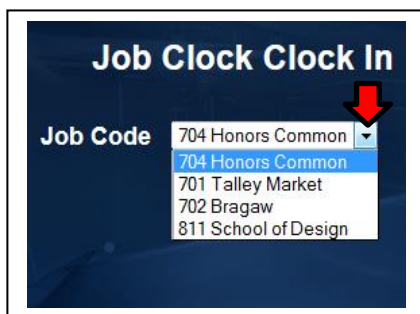 Job Clock Clock In
Job Code 704 Honors Common
704 Honors Common
701 Talley Market
702 Bragaw
811 School of Design